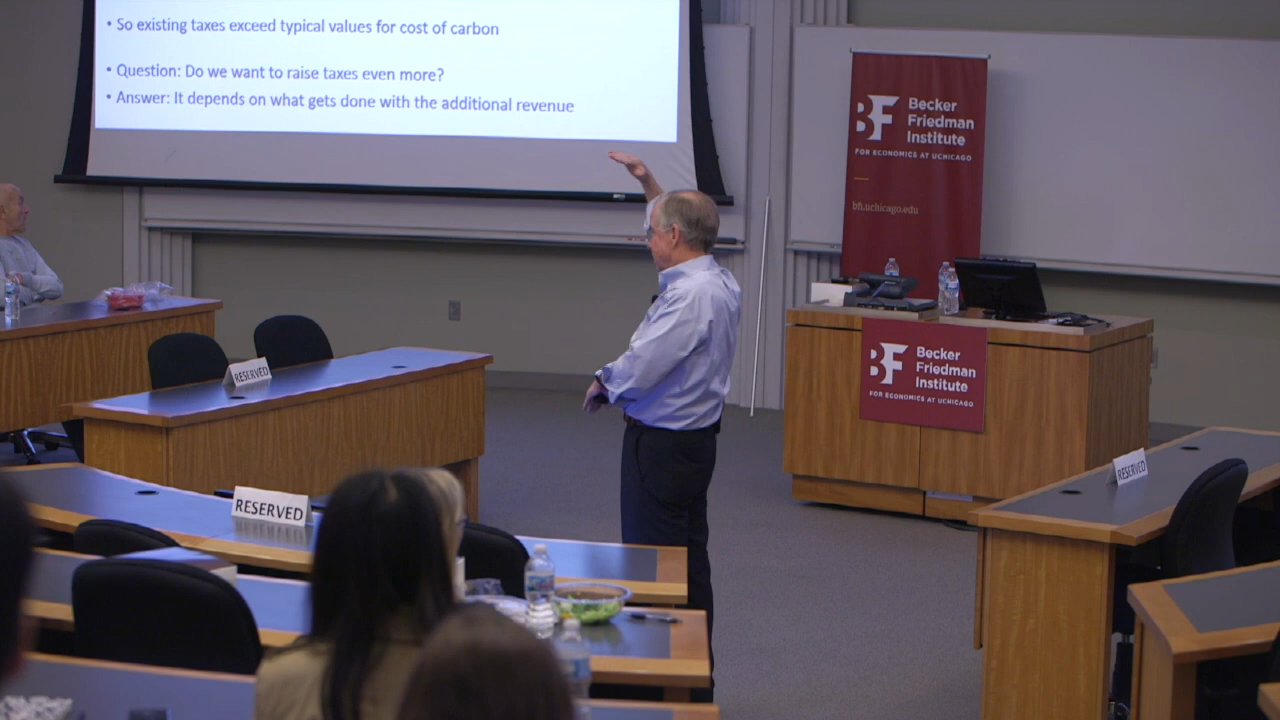 • So existing taxes exceed typical values for cost of carbon
• Question: Do we want to raise taxes even more?
• Answer: It depends on what gets done with the additional revenue
BF
Becker
Friedman
Institute
FOR ECONOMICS AT UCHICAGO
bfi.uchicago.edu
BF
Becker
Friedman
Institute
FOR ECONOMICS AT UCHICAGO
RESERVED
RESERVED
RESERVED